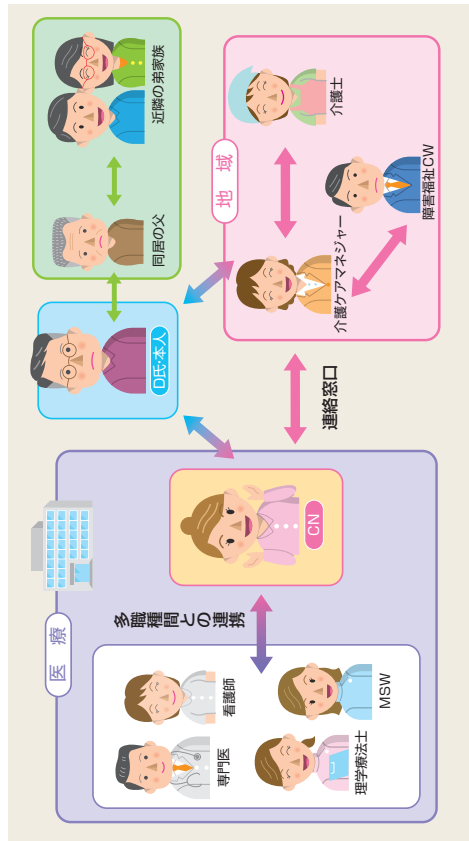 医療
専門医
看護師
理学療法士
MSW
多職種間との連携
CN
連絡窓口
D氏・本人
同居の父
近隣の弟家族
地域
介護ケアマネジャー
介護士
障害福祉CW